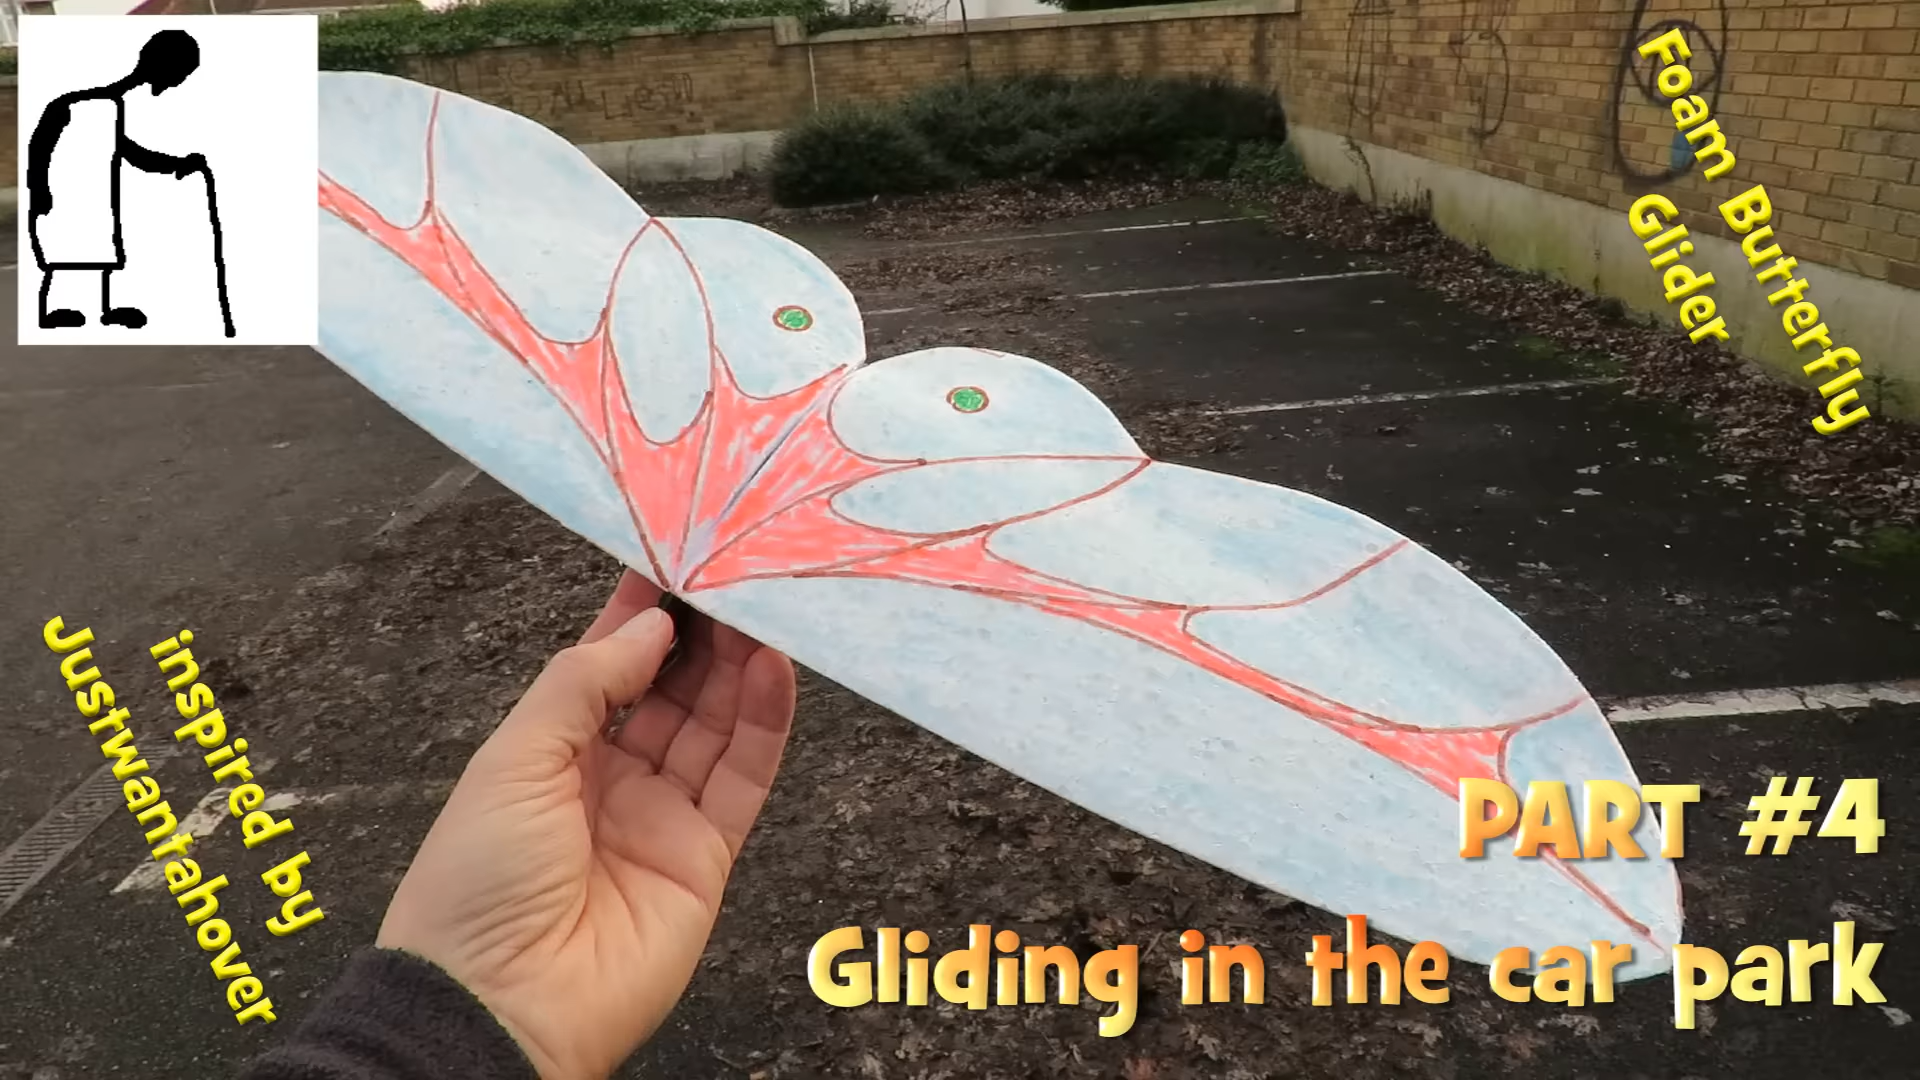 Foam Butterfly
Glider
inspired by
Justwantahover
PART #4
Gliding in the car park